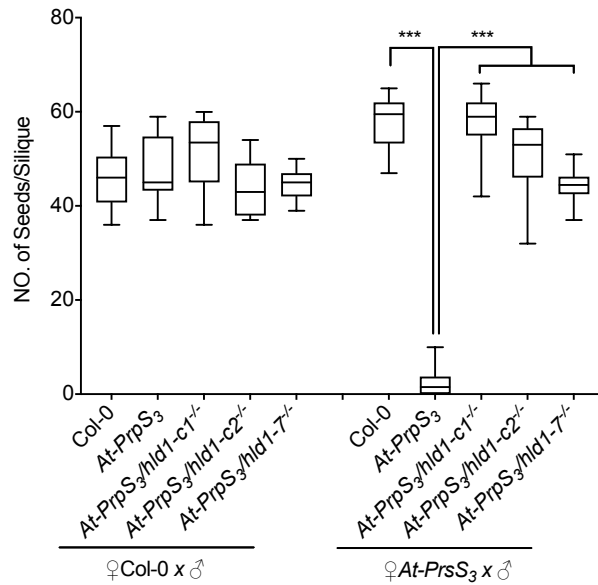 NO. of Seeds/Silique
80
60
40
20
0
*** ***
Col-0
At-PrpS₃
At-PrpS₃/hld1-c1⁻/⁻
At-PrpS₃/hld1-c2⁻/⁻
At-PrpS₃/hld1-7⁻/⁻
Col-0
At-PrpS₃
At-PrpS₃/hld1-c1⁻/⁻
At-PrpS₃/hld1-c2⁻/⁻
At-PrpS₃/hld1-7⁻/⁻
♀Col-0 x ♂
♀At-PrsS₃ x ♂